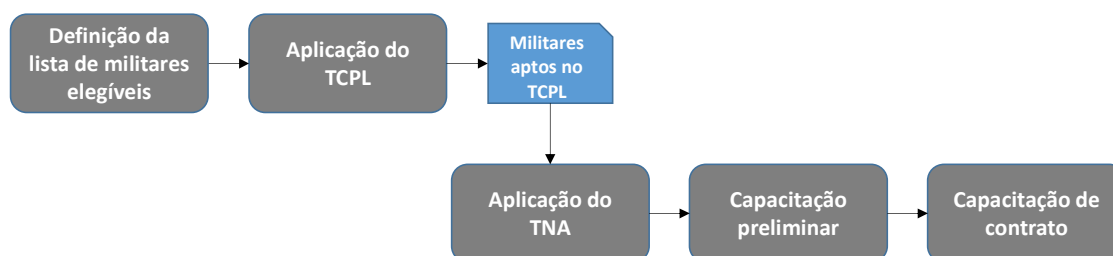 Definição da
lista de militares
elegíveis
Aplicação do
TCPL
Militares
aptos no
TCPL
Aplicação do
TNA
Capacitação
preliminar
Capacitação de
contrato